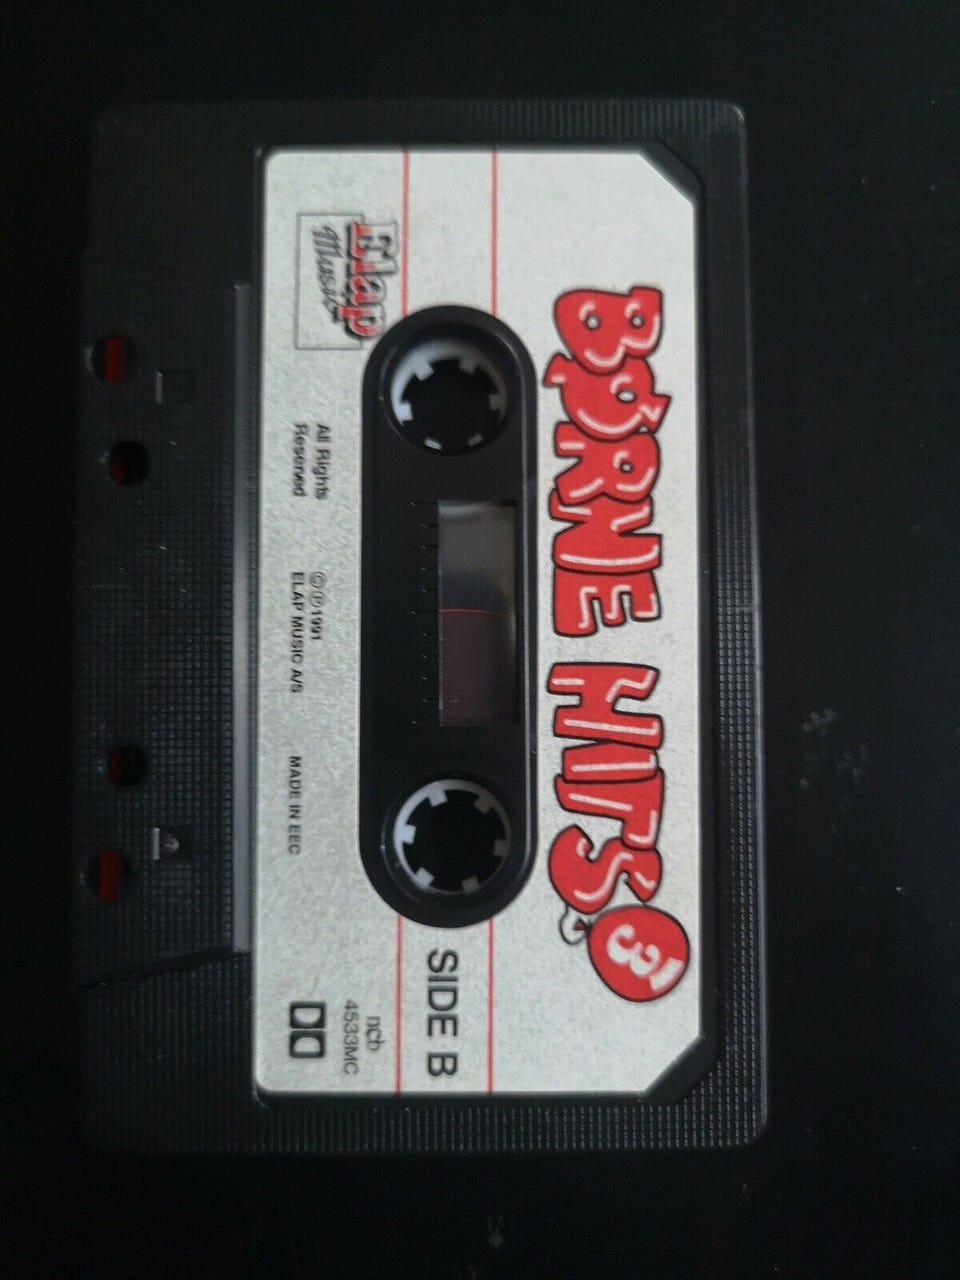 BØRNE HITS 3
SIDE B
Elap
Music
All Rights
Reserved
©℗1991
ELAP MUSIC A/S
MADE IN EEC
ncb
4533MC